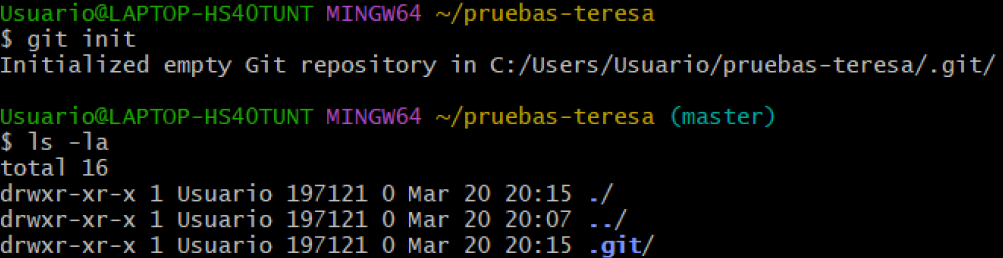 Usuario@LAPTOP-HS40TUNT MINGW64 ~/pruebas-teresa
$ git init
Initialized empty Git repository in C:/Users/Usuario/pruebas-teresa/.git/
Usuario@LAPTOP-HS40TUNT MINGW64 ~/pruebas-teresa (master)
$ ls -la
total 16
drwxr-xr-x 1 Usuario 197121 0 Mar 20 20:15 ./
drwxr-xr-x 1 Usuario 197121 0 Mar 20 20:07 ../
drwxr-xr-x 1 Usuario 197121 0 Mar 20 20:15 .git/